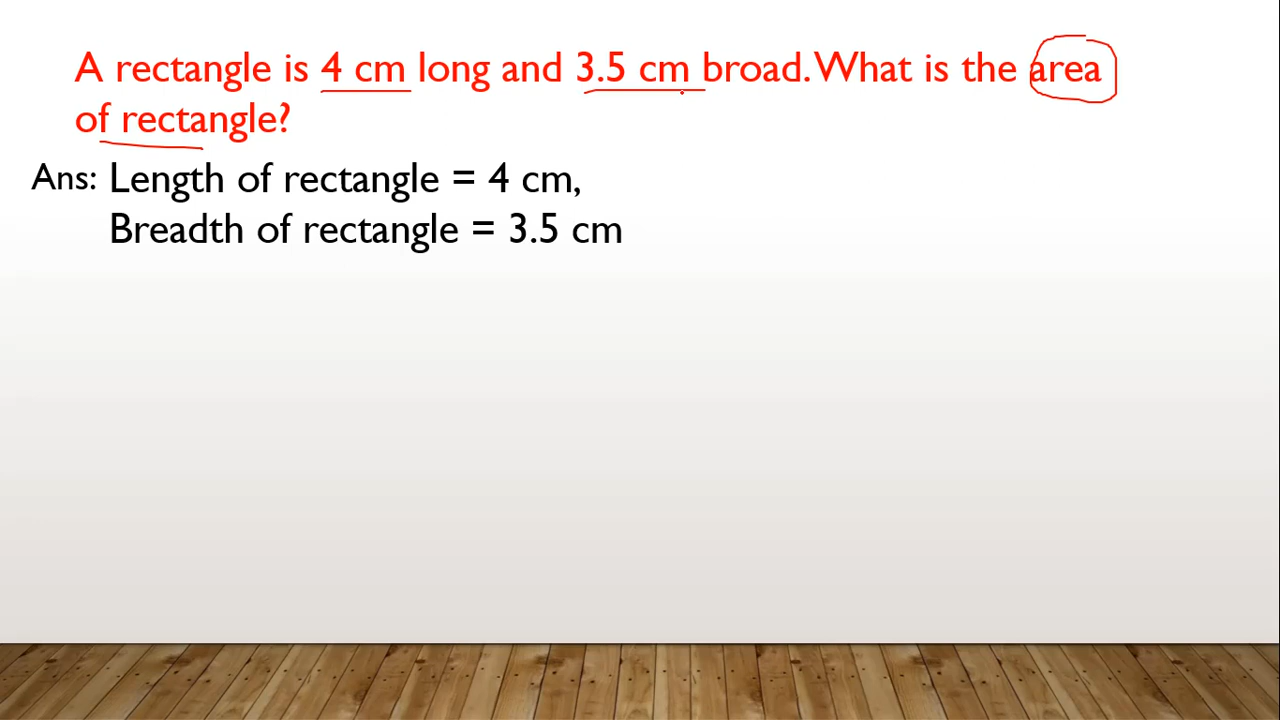 A rectangle is 4 cm long and 3.5 cm broad. What is the area
of rectangle?
Ans: Length of rectangle = 4 cm,
Breadth of rectangle = 3.5 cm